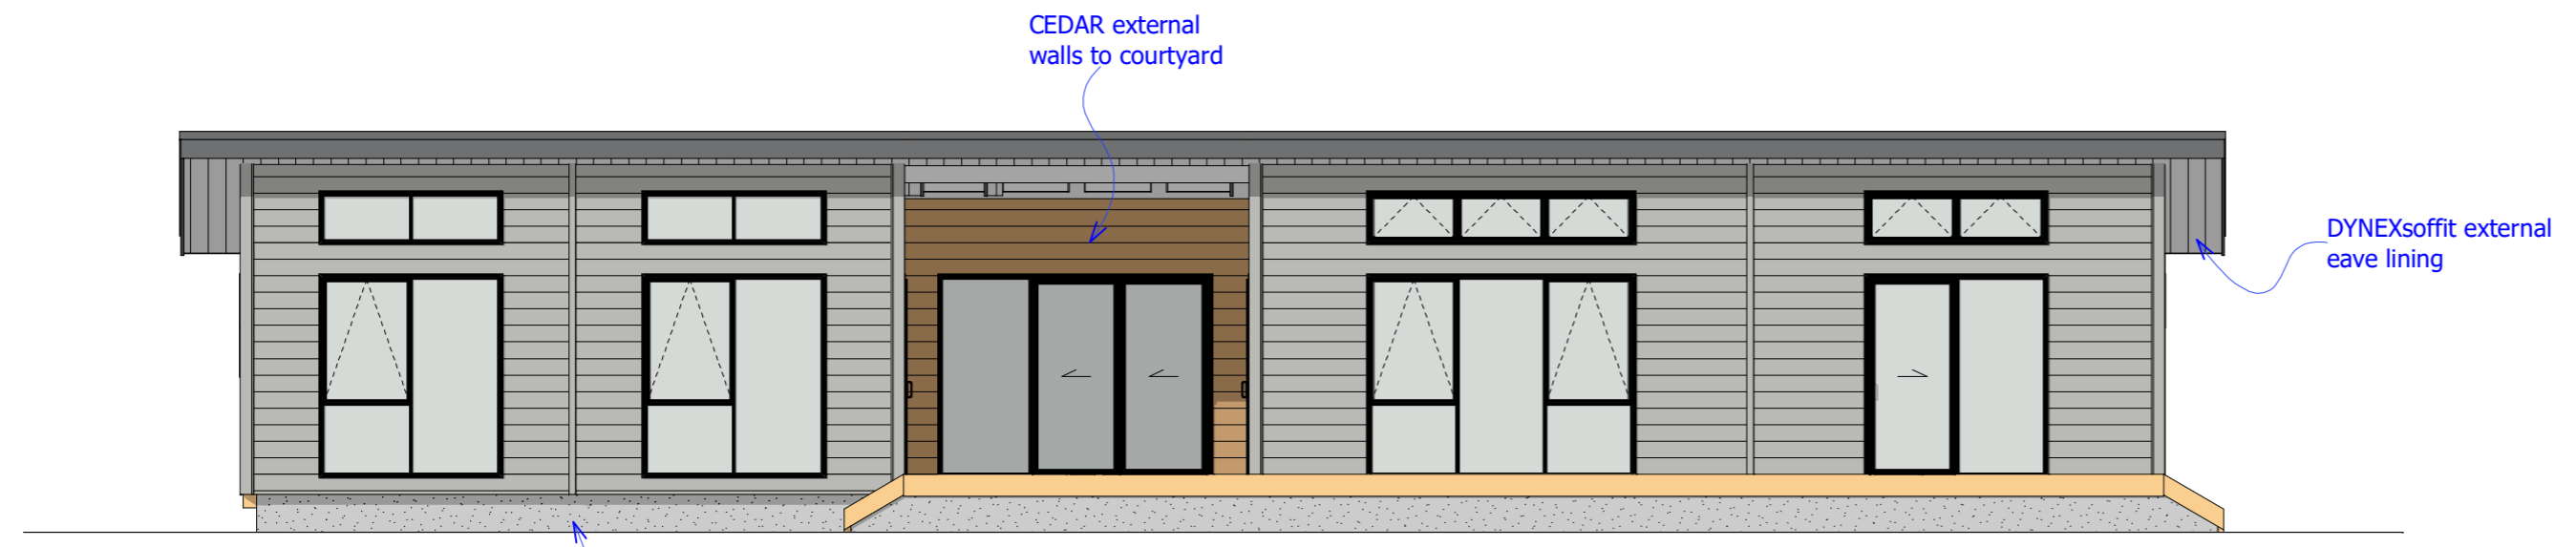 CEDAR external
walls to courtyard
DYNEXsoffit external
eave lining